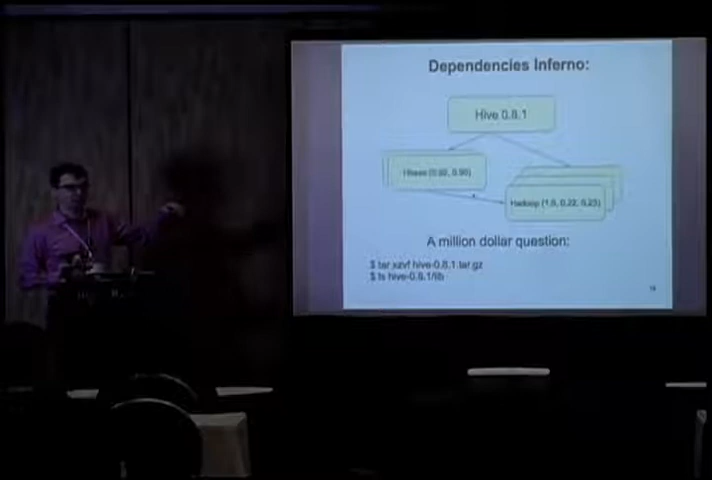 Dependencies Inferno:
Hive 0.8.1
Hbase (0.92, 0.90)
Hadoop (1.0, 0.22, 0.23)
A million dollar question:
$ tar xzvf hive-0.8.1.tar.gz
$ ls hive-0.8.1/lib